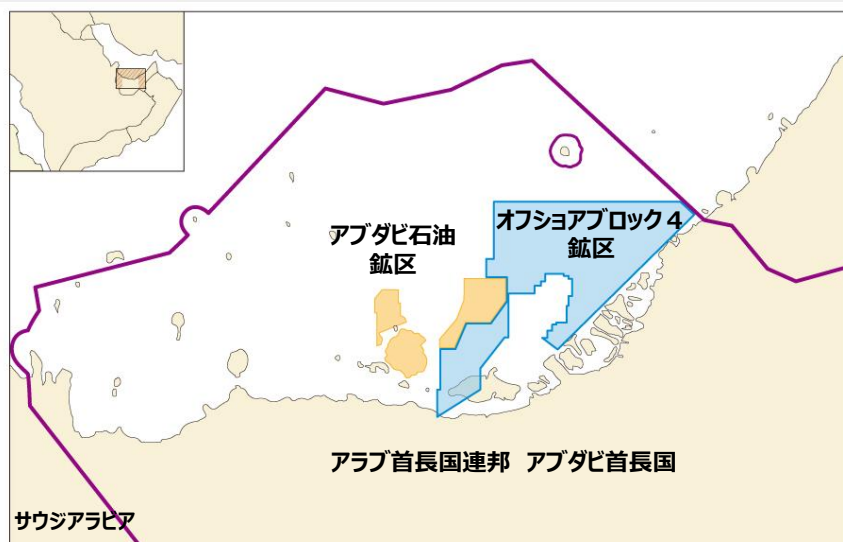 オフショアブロック4
鉱区
アブダビ石油
鉱区
アラブ首長国連邦 アブダビ首長国
サウジアラビア